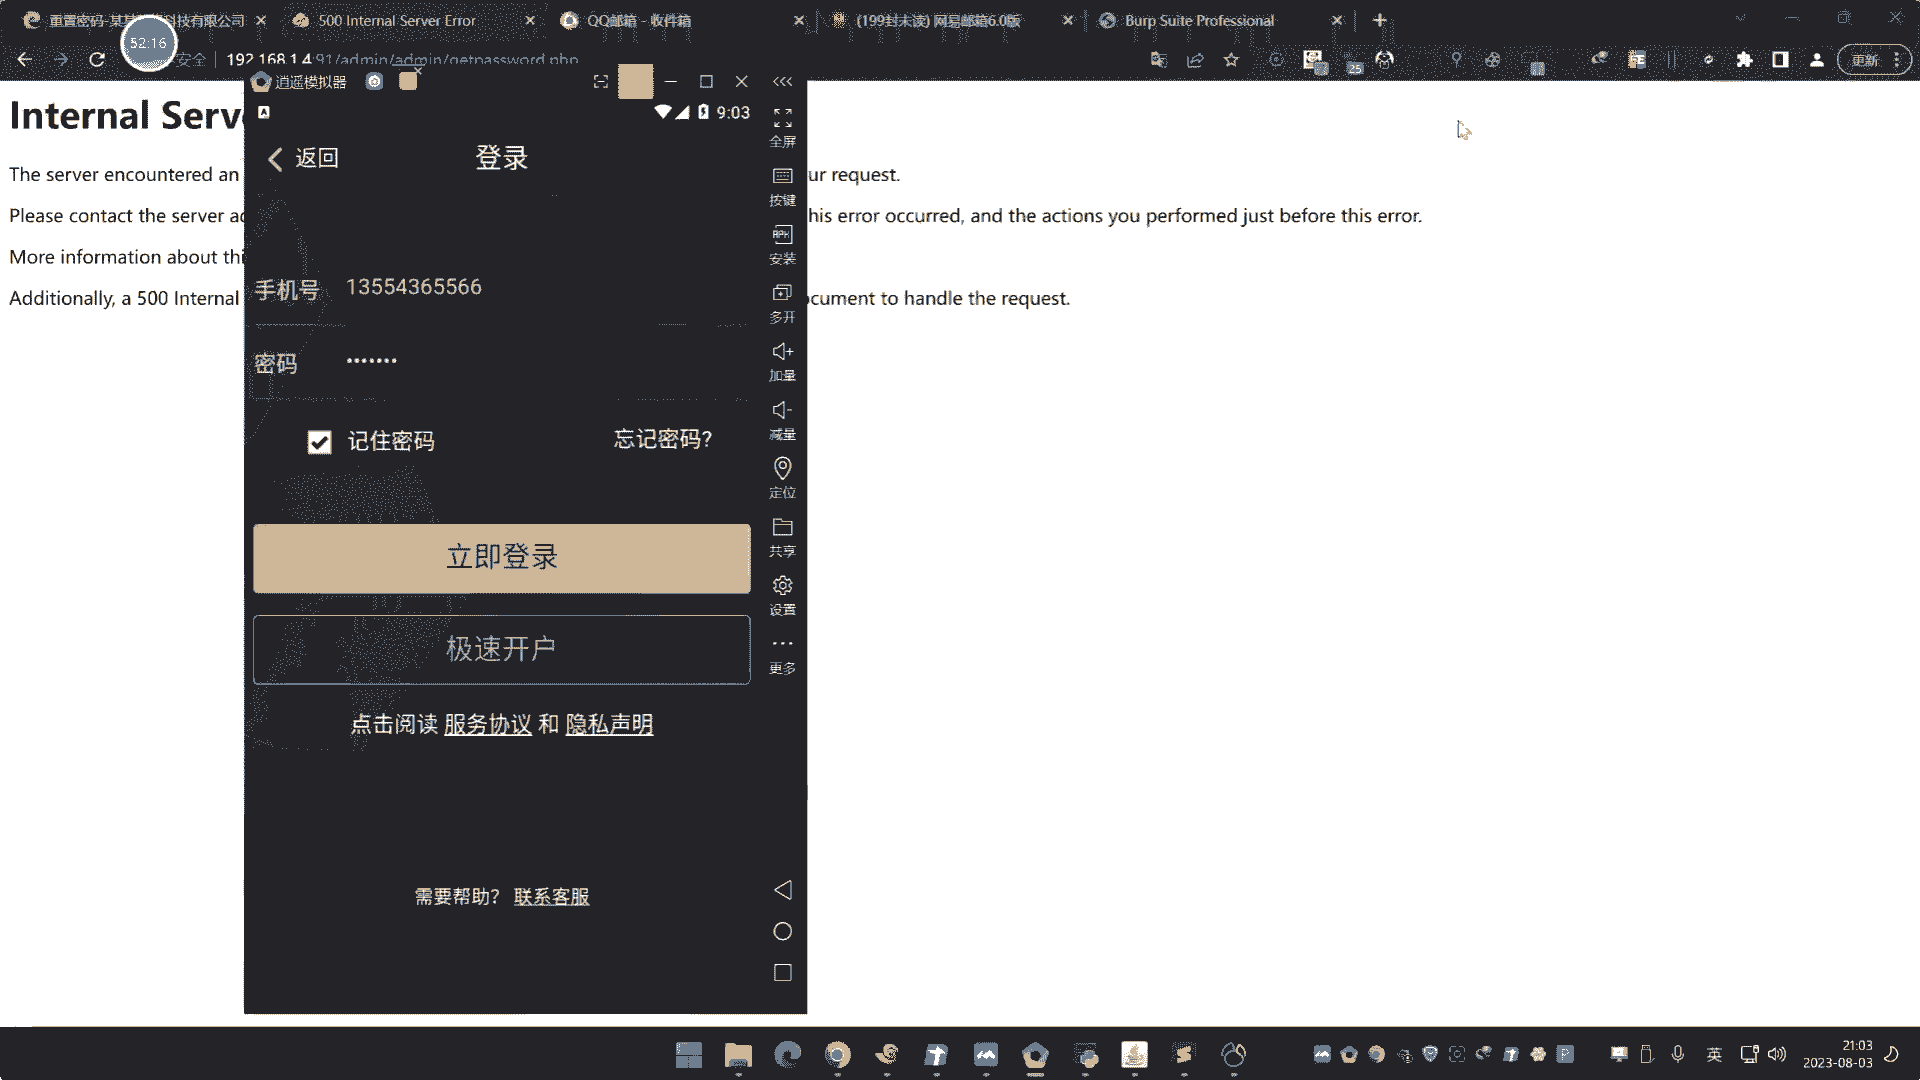 重置密码-某某 科技有限公司
500 Internal Server Error
QQ邮箱 - 收件箱
(199封未读) 网易邮箱6.0版
Burp Suite Professional
52:16
安全
192.168.1.4:91/admin/admin/getpassword.php
25
更新
逍遥模拟器
9:03
Internal Serv
The server encountered an
ur request.
Please contact the server ad
his error occurred, and the actions you performed just before this error.
More information about thi
Additionally, a 500 Internal
ocument to handle the request.
返回
登录
手机号
13554365566
密码
•••••••
记住密码
忘记密码?
立即登录
极速开户
点击阅读 服务协议 和 隐私声明
需要帮助? 联系客服
全屏
按键
安装
多开
加量
减量
定位
共享
设置
更多
英
21:03
2023-08-03